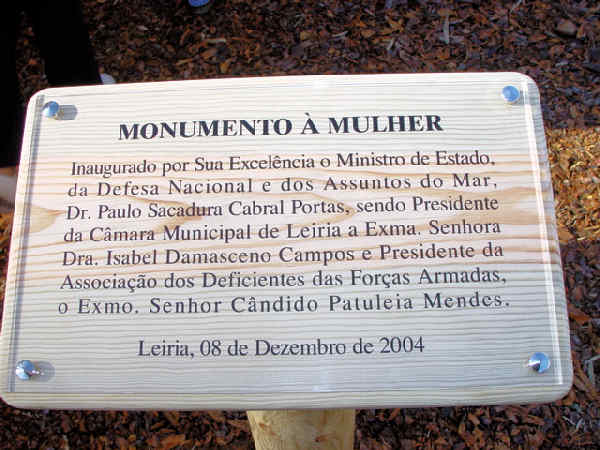 MONUMENTO À MULHER
Inaugurado por Sua Excelência o Ministro de Estado,
da Defesa Nacional e dos Assuntos do Mar,
Dr. Paulo Sacadura Cabral Portas, sendo Presidente
da Câmara Municipal de Leiria a Exma. Senhora
Dra. Isabel Damasceno Campos e Presidente da
Associação dos Deficientes das Forças Armadas,
o Exmo. Senhor Cândido Patuleia Mendes.
Leiria, 08 de Dezembro de 2004